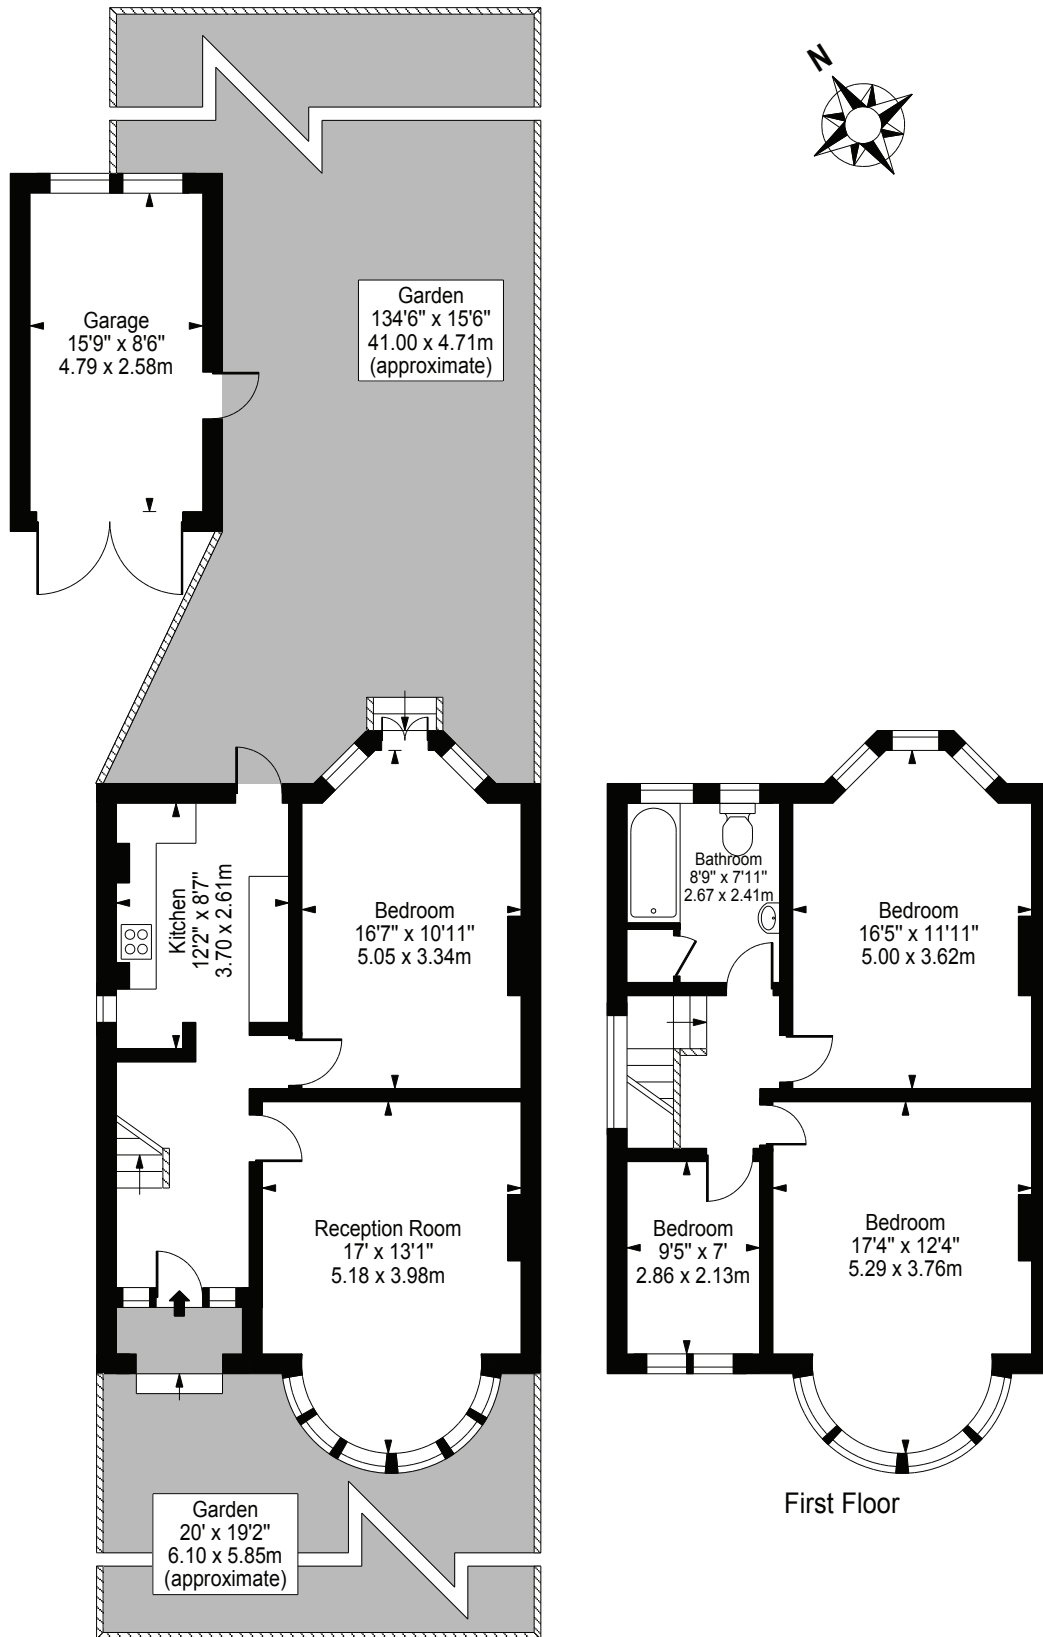 N
Garden
134'6" x 15'6"
41.00 x 4.71m
(approximate)
Garage
15'9" x 8'6"
4.79 x 2.58m
Kitchen
12'2" x 8'7"
3.70 x 2.61m
Bedroom
16'7" x 10'11"
5.05 x 3.34m
Reception Room
17' x 13'1"
5.18 x 3.98m
Garden
20' x 19'2"
6.10 x 5.85m
(approximate)
Bathroom
8'9" x 7'11"
2.67 x 2.41m
Bedroom
16'5" x 11'11"
5.00 x 3.62m
Bedroom
9'5" x 7'
2.86 x 2.13m
Bedroom
17'4" x 12'4"
5.29 x 3.76m
First Floor